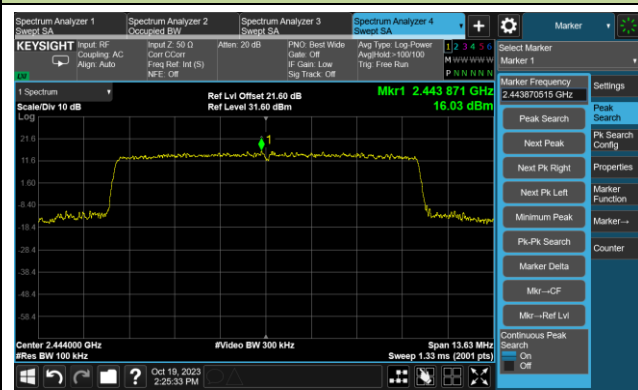 Spectrum Analyzer 1
Swept SA
Spectrum Analyzer 2
Occupied BW
Spectrum Analyzer 3
Swept SA
Spectrum Analyzer 4
Swept SA
+
Marker
KEYSIGHT
Input: RF
Coupling: AC
Align: Auto
Input Z: 50 Ω
Corr CCorr
Freq Ref: Int (S)
NFE: Off
Atten: 20 dB
PNO: Best Wide
Gate: Off
IF Gain: Low
Sig Track: Off
Avg Type: Log-Power
Avg|Hold:>100/100
Trig: Free Run
1 2 3 4 5 6
M W W W W W
P N N N N N
Select Marker
Marker 1
LXI
1 Spectrum
Scale/Div 10 dB
Log
Ref Lvl Offset 21.60 dB
Ref Level 31.60 dBm
Mkr1 2.443 871 GHz
16.03 dBm
1
21.6
11.6
1.60
-8.40
-18.4
-28.4
-38.4
-48.4
-58.4
Center 2.444000 GHz
#Res BW 100 kHz
#Video BW 300 kHz
Span 13.63 MHz
Sweep 1.33 ms (2001 pts)
Marker Frequency
2.443870515 GHz
Peak Search
Next Peak
Next Pk Right
Next Pk Left
Minimum Peak
Pk-Pk Search
Marker Delta
Mkr→CF
Mkr→Ref Lvl
Continuous Peak
Search
On
Off
Settings
Peak
Search
Pk Search
Config
Properties
Marker
Function
Marker→
Counter
?
Oct 19, 2023
2:25:33 PM